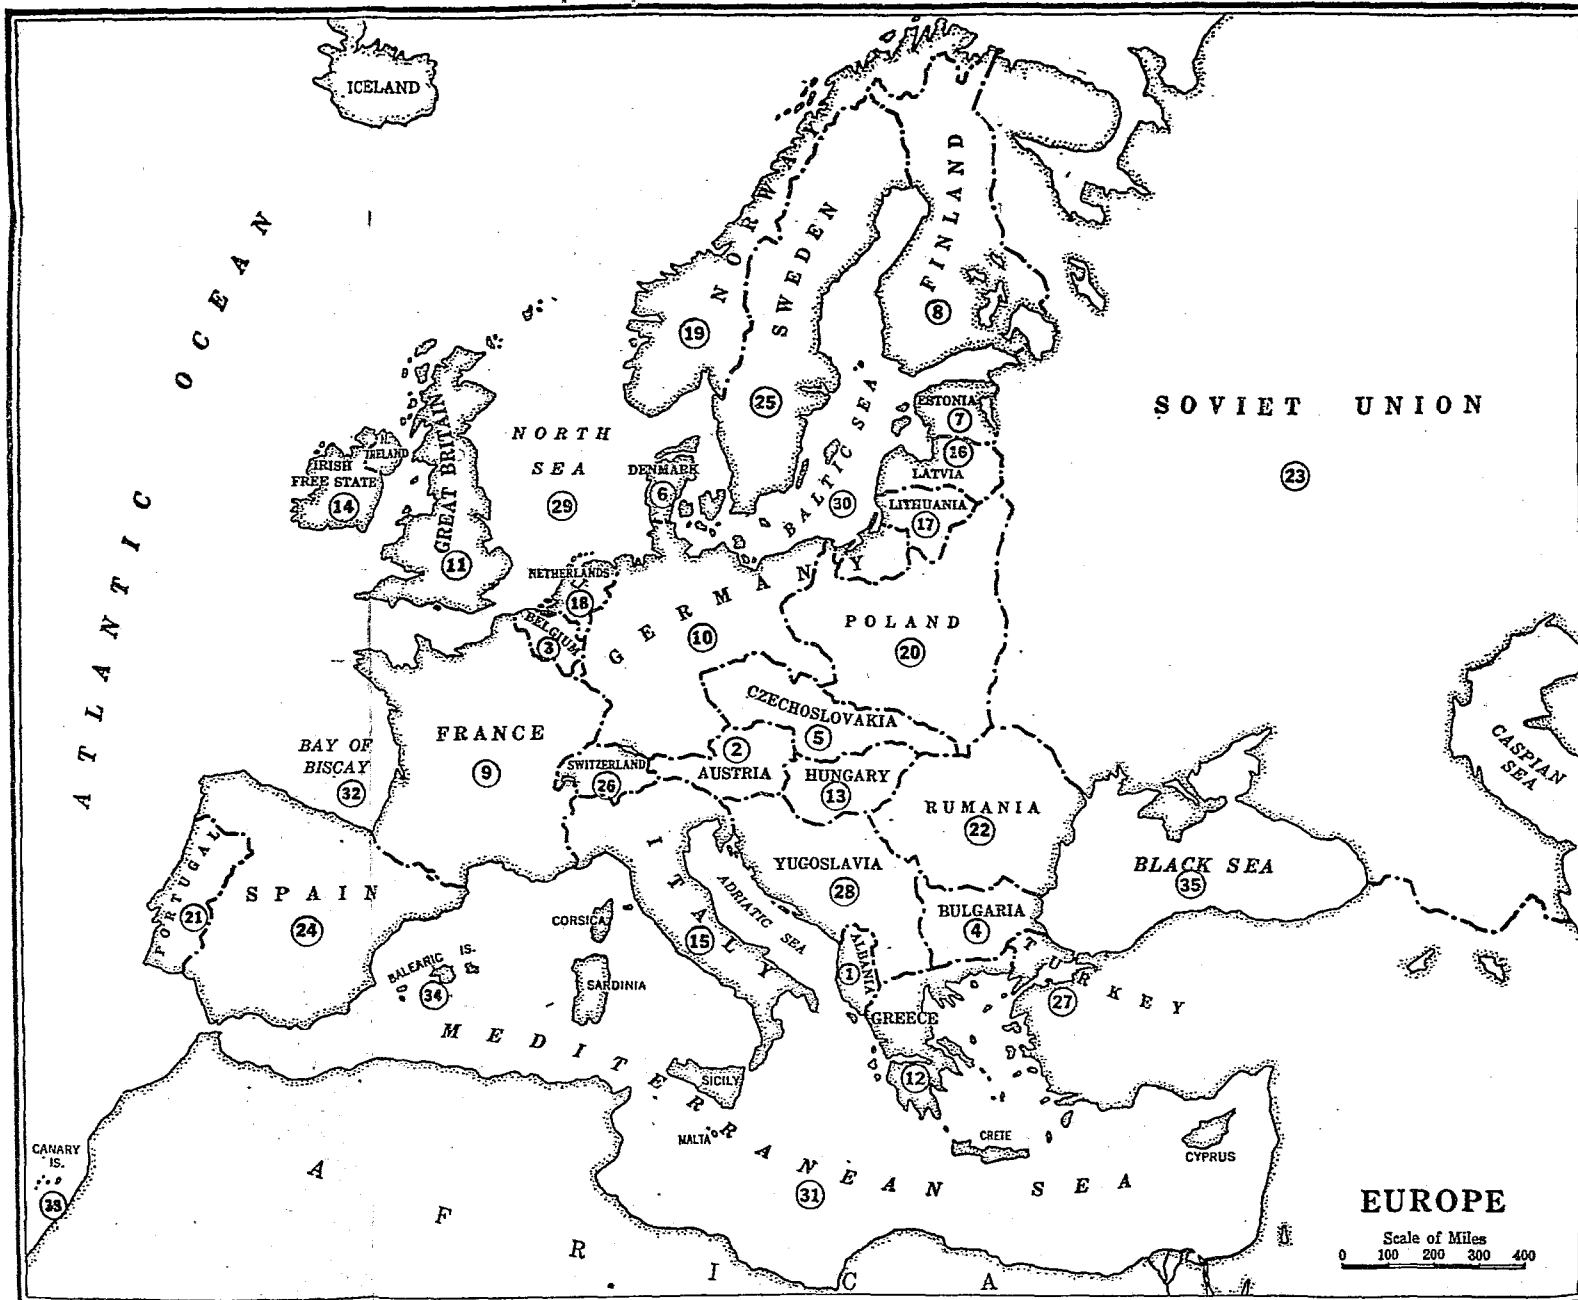 ICELAND
ATLANTIC OCEAN
NORWAY
19
SWEDEN
25
FINLAND
8
SOVIET UNION
23
ESTONIA
7
16
LATVIA
LITHUANIA
17
BALTIC SEA
30
NORTH
SEA
29
DENMARK
6
IRELAND
IRISH
FREE STATE
14
GREAT BRITAIN
11
NETHERLANDS
18
BELGIUM
3
GERMANY
10
POLAND
20
CZECHOSLOVAKIA
5
FRANCE
9
BAY OF
BISCAY
32
SWITZERLAND
26
2
AUSTRIA
HUNGARY
13
RUMANIA
22
CASPIAN
SEA
BLACK SEA
35
YUGOSLAVIA
28
BULGARIA
4
ITALY
15
ADRIATIC SEA
ALBANIA
1
GREECE
12
TURKEY
27
PORTUGAL
21
SPAIN
24
CORSICA
SARDINIA
BALEARIC IS.
34
MEDITERRANEAN SEA
31
SICILY
MALTA
CRETE
CYPRUS
CANARY
IS.
33
AFRICA
EUROPE
Scale of Miles
0 100 200 300 400